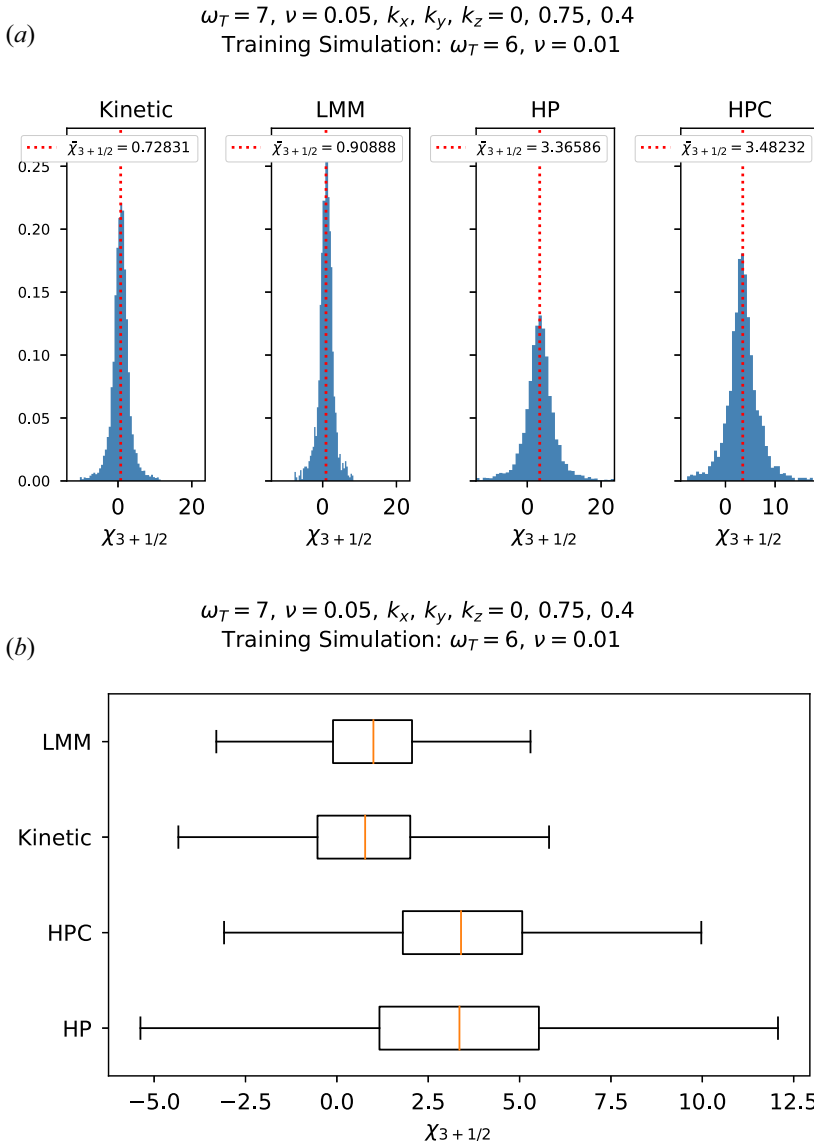 ω_T = 7, ν = 0.05, k_x, k_y, k_z = 0, 0.75, 0.4
(a)
Training Simulation: ω_T = 6, ν = 0.01
Kinetic LMM HP HPC
χ̄_{3+1/2} = 0.72831 χ̄_{3+1/2} = 0.90888 χ̄_{3+1/2} = 3.36586 χ̄_{3+1/2} = 3.48232
0.25
0.20
0.15
0.10
0.05
0.00
0 20 0 20 0 20 0 10
χ_{3+1/2} χ_{3+1/2} χ_{3+1/2} χ_{3+1/2}
ω_T = 7, ν = 0.05, k_x, k_y, k_z = 0, 0.75, 0.4
(b)
Training Simulation: ω_T = 6, ν = 0.01
LMM
Kinetic
HPC
HP
−5.0 −2.5 0.0 2.5 5.0 7.5 10.0 12.5
χ_{3+1/2}